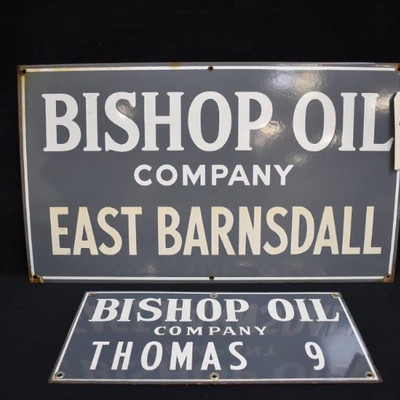 BISHOP OIL
COMPANY
EAST BARNSDALL
BISHOP OIL
COMPANY
THOMAS 9